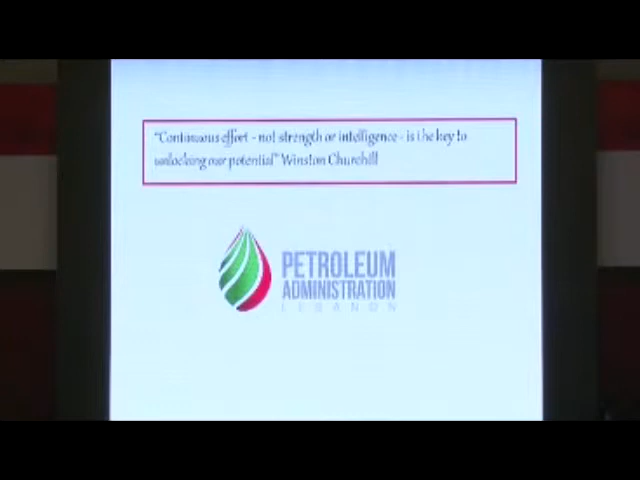 "Continuous effort - not strength or intelligence - is the key to
unlocking our potential" Winston Churchill
PETROLEUM
ADMINISTRATION
LEBANON